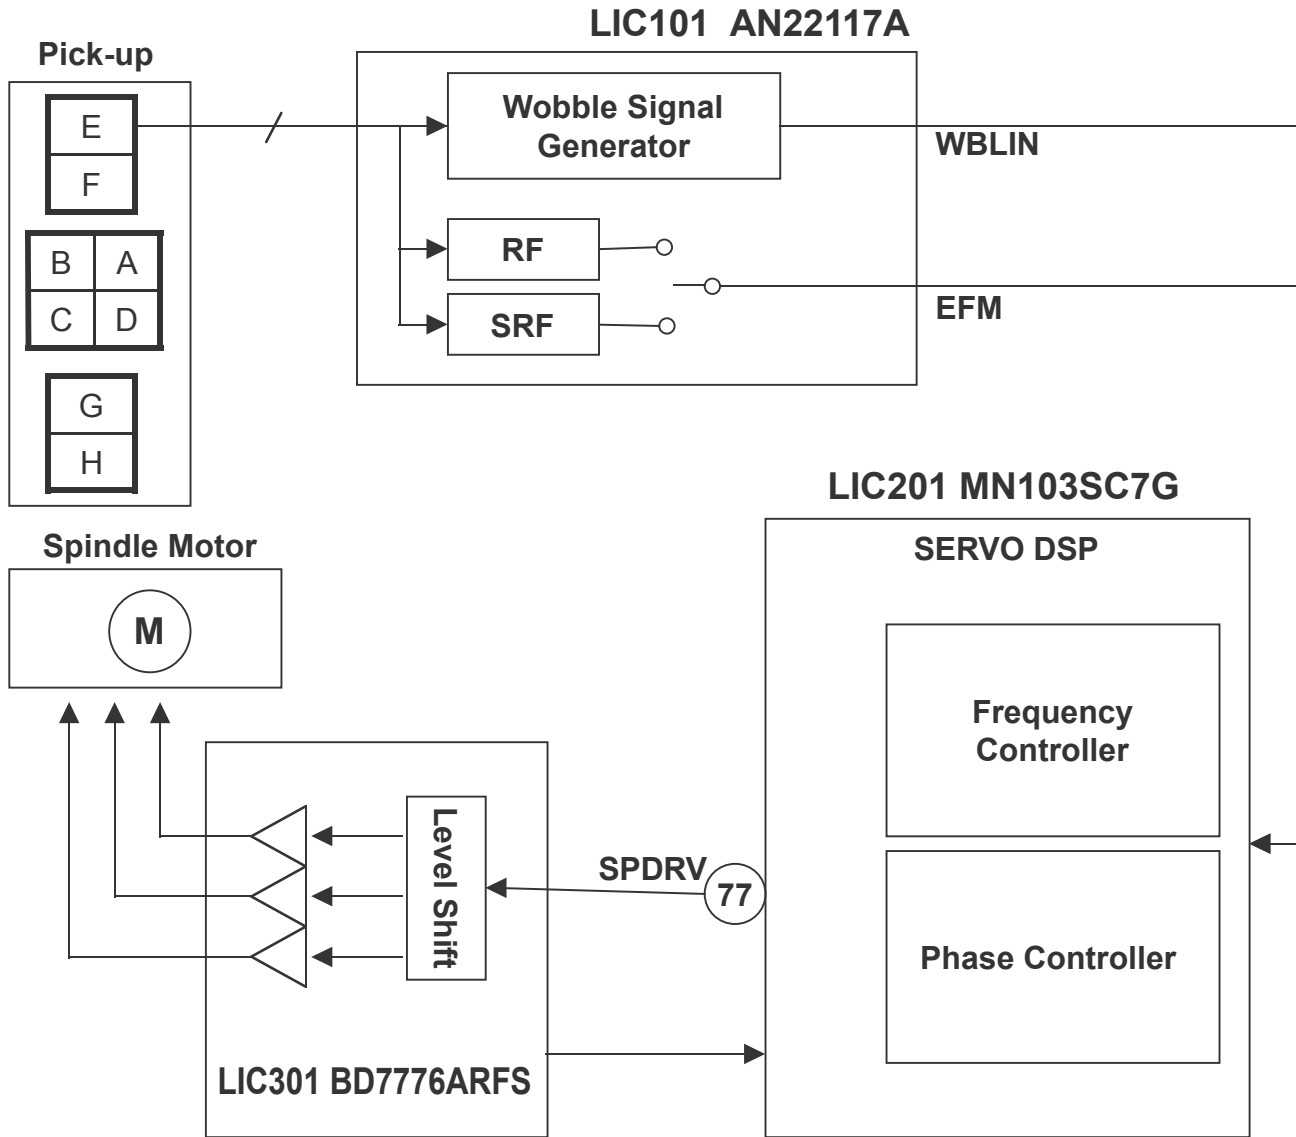 LIC101 AN22117A
Pick-up
E
F
B A
C D
G
H
Wobble Signal
Generator
WBLIN
RF
SRF
EFM
LIC201 MN103SC7G
SERVO DSP
Frequency
Controller
Phase Controller
Spindle Motor
M
Level Shift
SPDRV
77
LIC301 BD7776ARFS